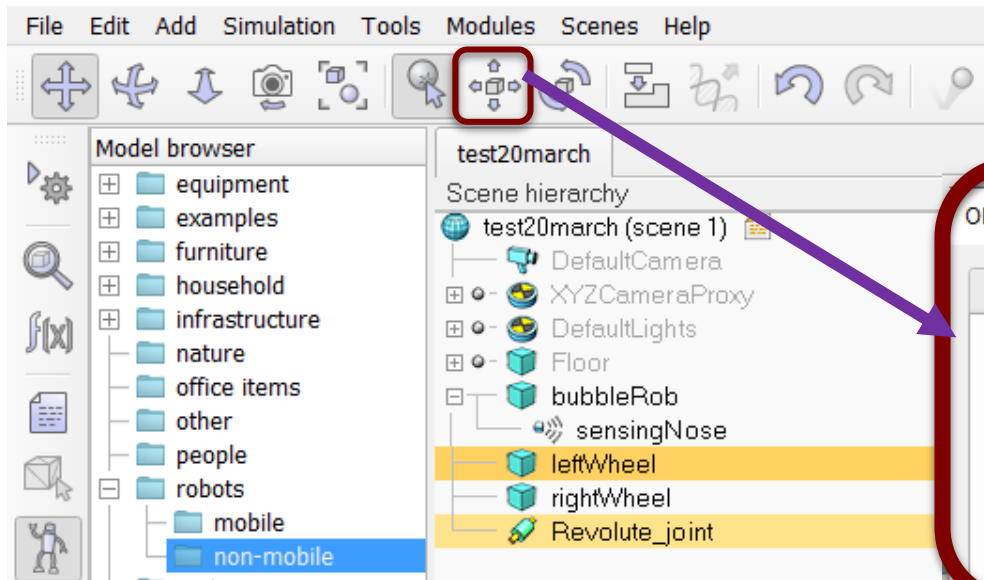 File Edit Add Simulation Tools Modules Scenes Help
Model browser
equipment
examples
furniture
household
infrastructure
nature
office items
other
people
robots
mobile
non-mobile
f(x)
test20march
Scene hierarchy
test20march (scene 1)
DefaultCamera
XYZCameraProxy
DefaultLights
Floor
bubbleRob
sensingNose
leftWheel
rightWheel
Revolute_joint